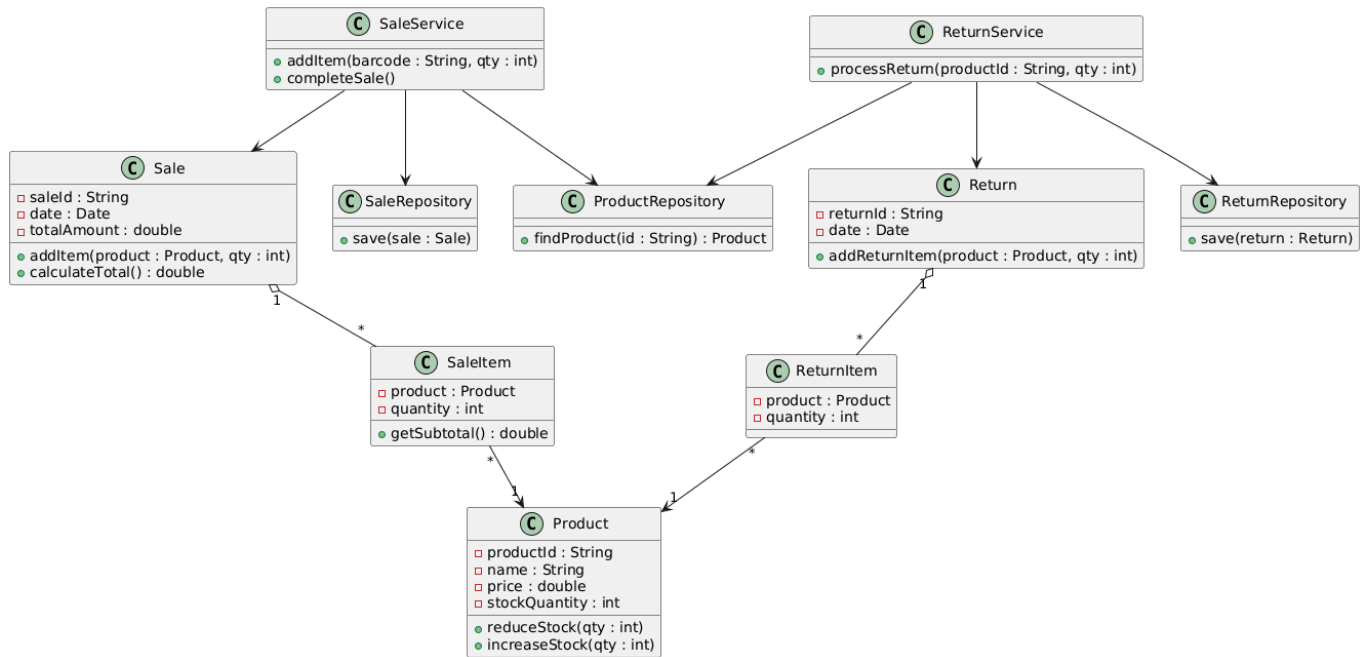 C SaleService
addItem(barcode : String, qty : int)
completeSale()
C ReturnService
processReturn(productId : String, qty : int)
C Sale
saleId : String
date : Date
totalAmount : double
addItem(product : Product, qty : int)
calculateTotal() : double
C SaleRepository
save(sale : Sale)
C ProductRepository
findProduct(id : String) : Product
C Return
returnId : String
date : Date
addReturnItem(product : Product, qty : int)
C ReturnRepository
save(return : Return)
1
*
1
*
C SaleItem
product : Product
quantity : int
getSubtotal() : double
C ReturnItem
product : Product
quantity : int
*
1
*
1
C Product
productId : String
name : String
price : double
stockQuantity : int
reduceStock(qty : int)
increaseStock(qty : int)